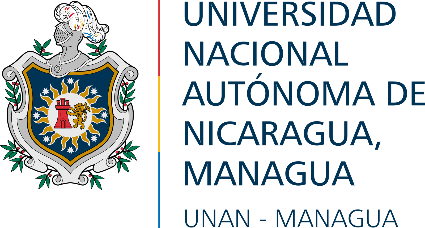 UNIVERSIDAD
NACIONAL
AUTÓNOMA DE
NICARAGUA,
MANAGUA
UNAN - MANAGUA